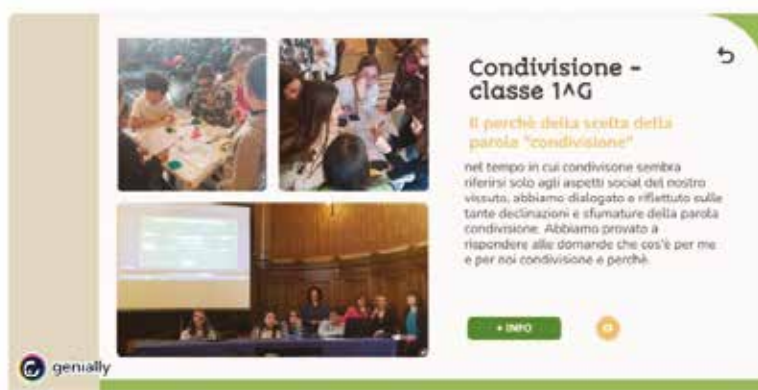 Condivisione -
classe 1^G
Il perchè della scelta della
parola "condivisione"
nel tempo in cui condivisone sembra
riferirsi solo agli aspetti social del nostro
vissuto, abbiamo dialogato e riflettuto sulle
tante declinazioni e sfumature della parola
condivisione. Abbiamo provato a
rispondere alle domande che cos'è per me
e per noi condivisione e perchè.
+ INFO
genially